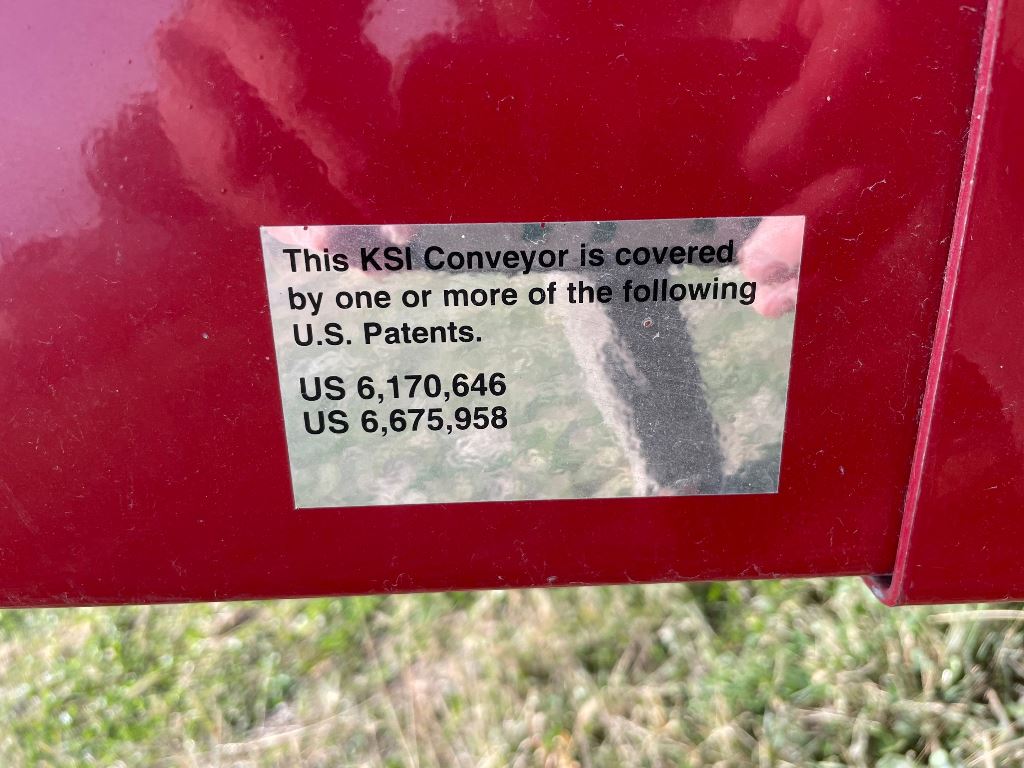 This KSI Conveyor is covered
by one or more of the following
U.S. Patents.
US 6,170,646
US 6,675,958